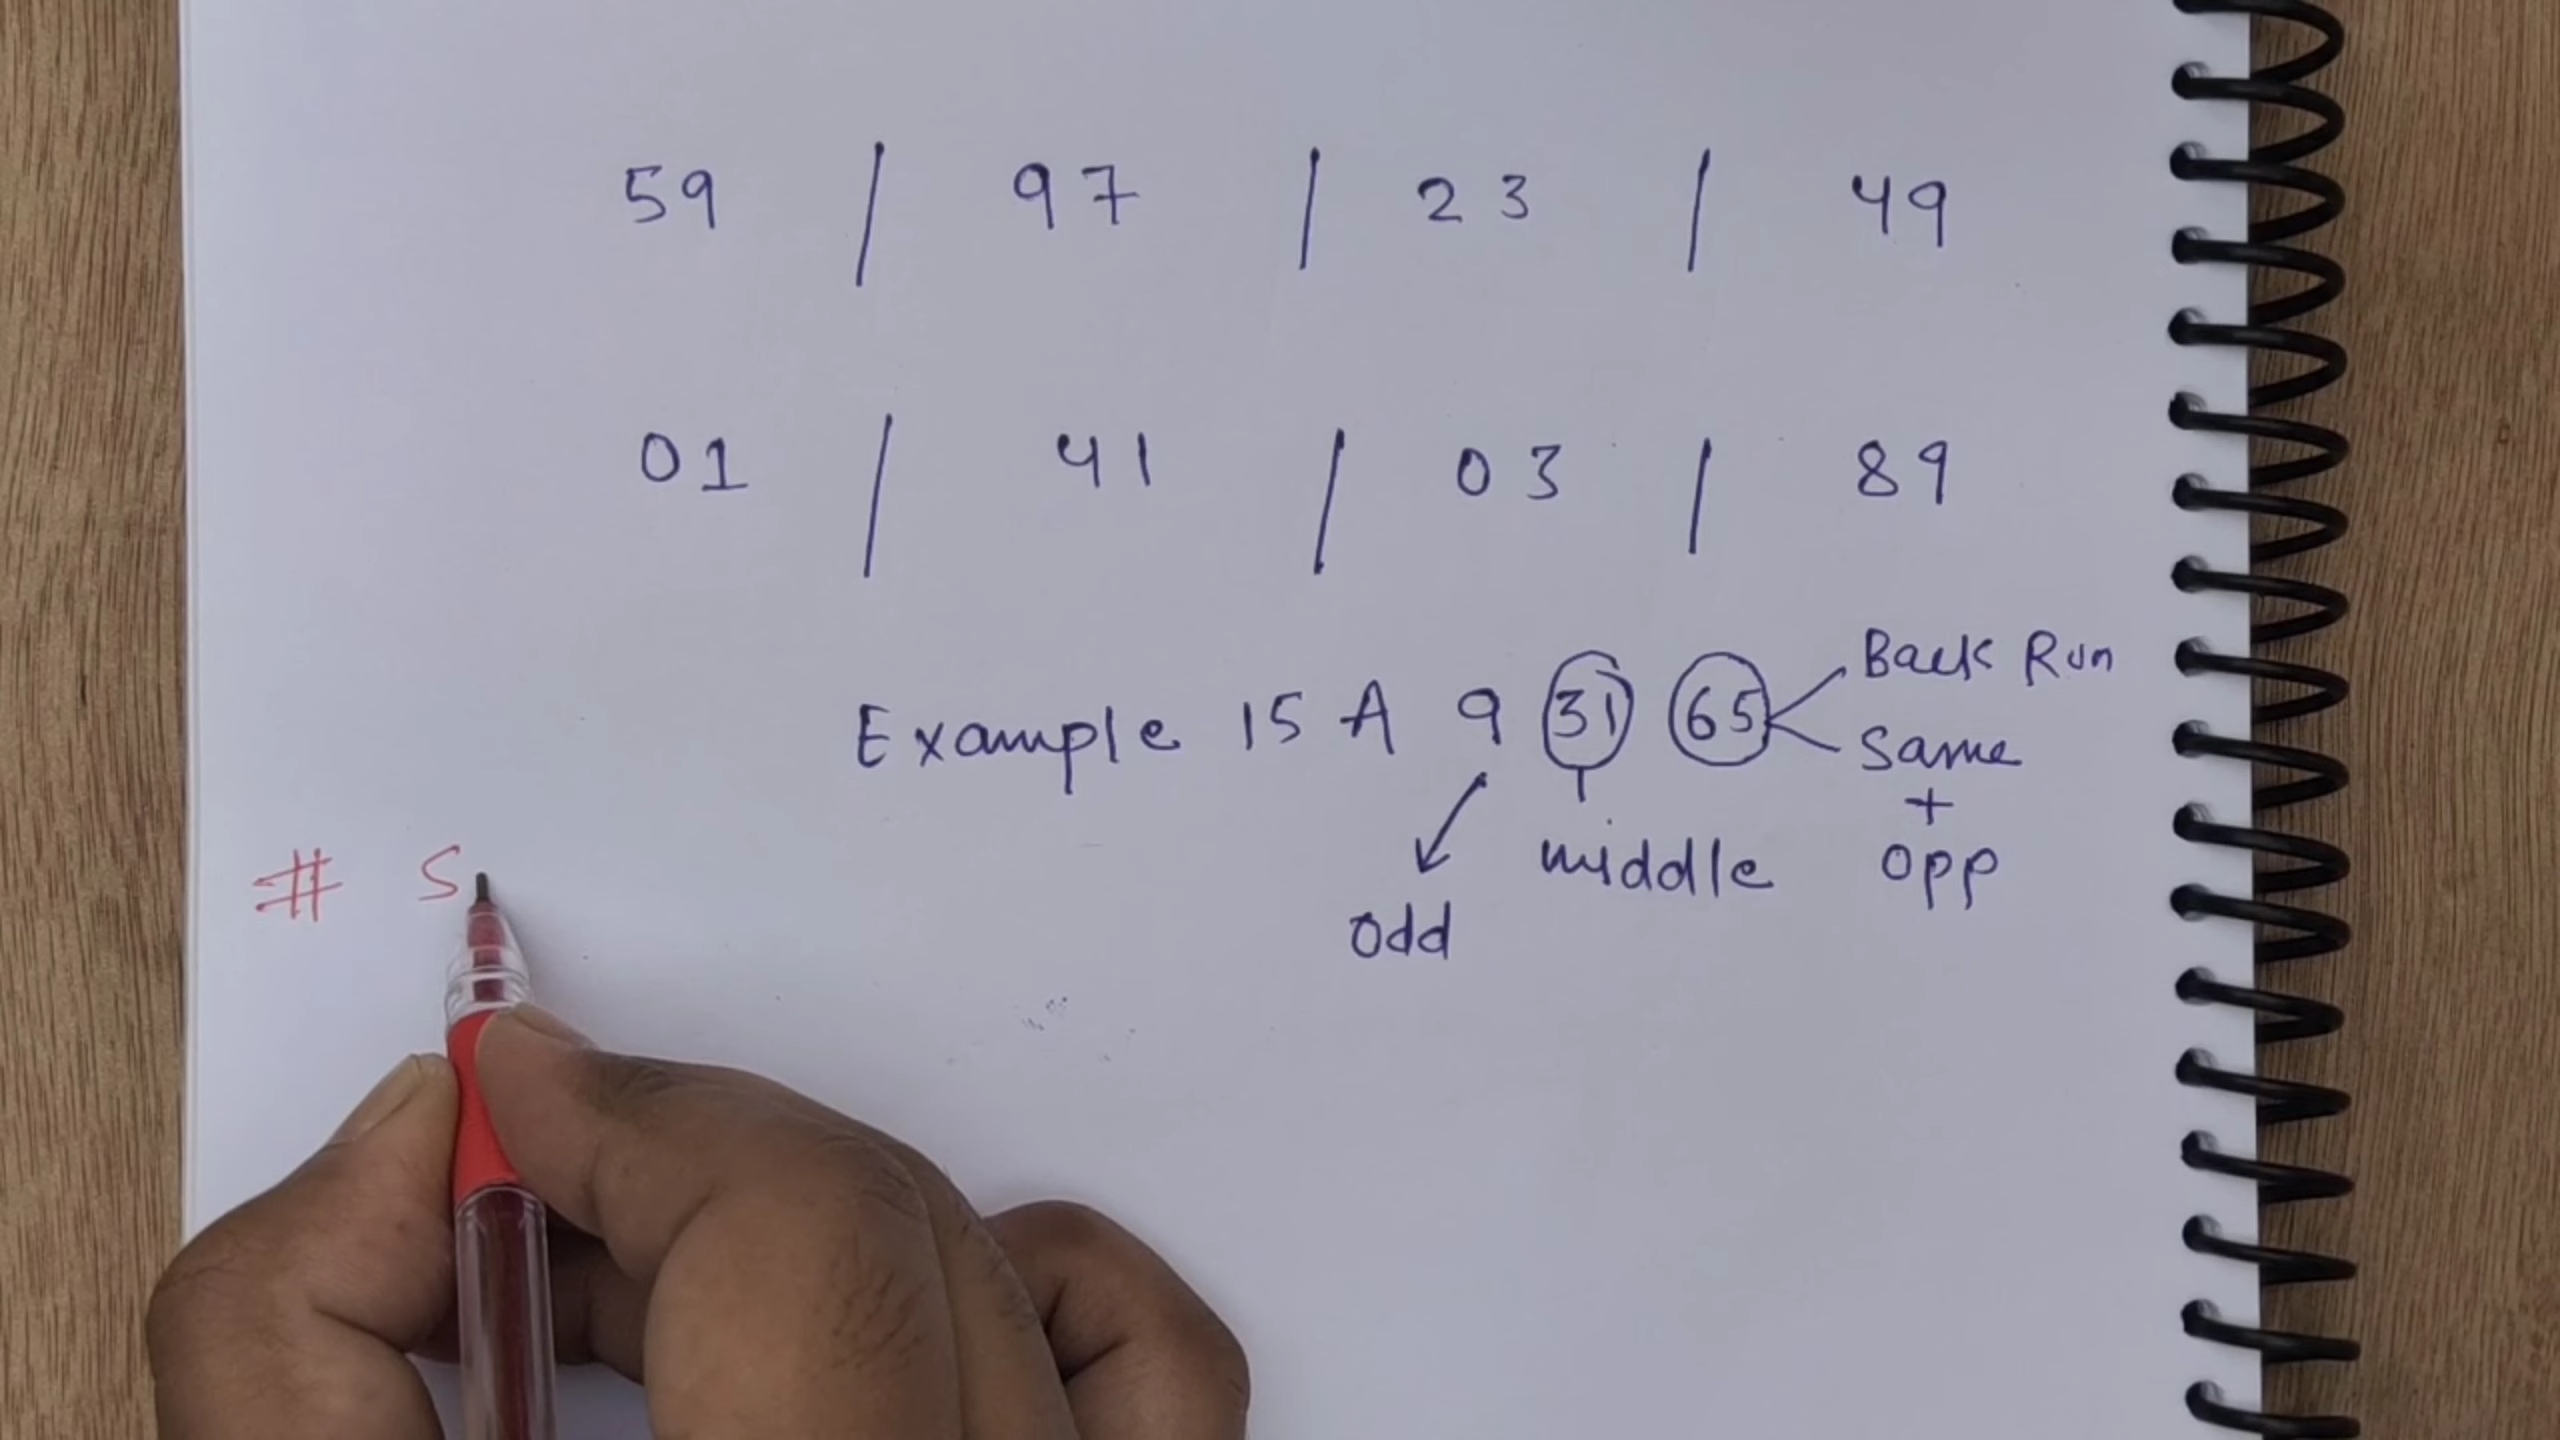 59 / 97 / 23 / 49
01 / 41 / 03 / 89
Back Run
Example 15 A 9 31 65
Same
+
# S
middle
opp
odd